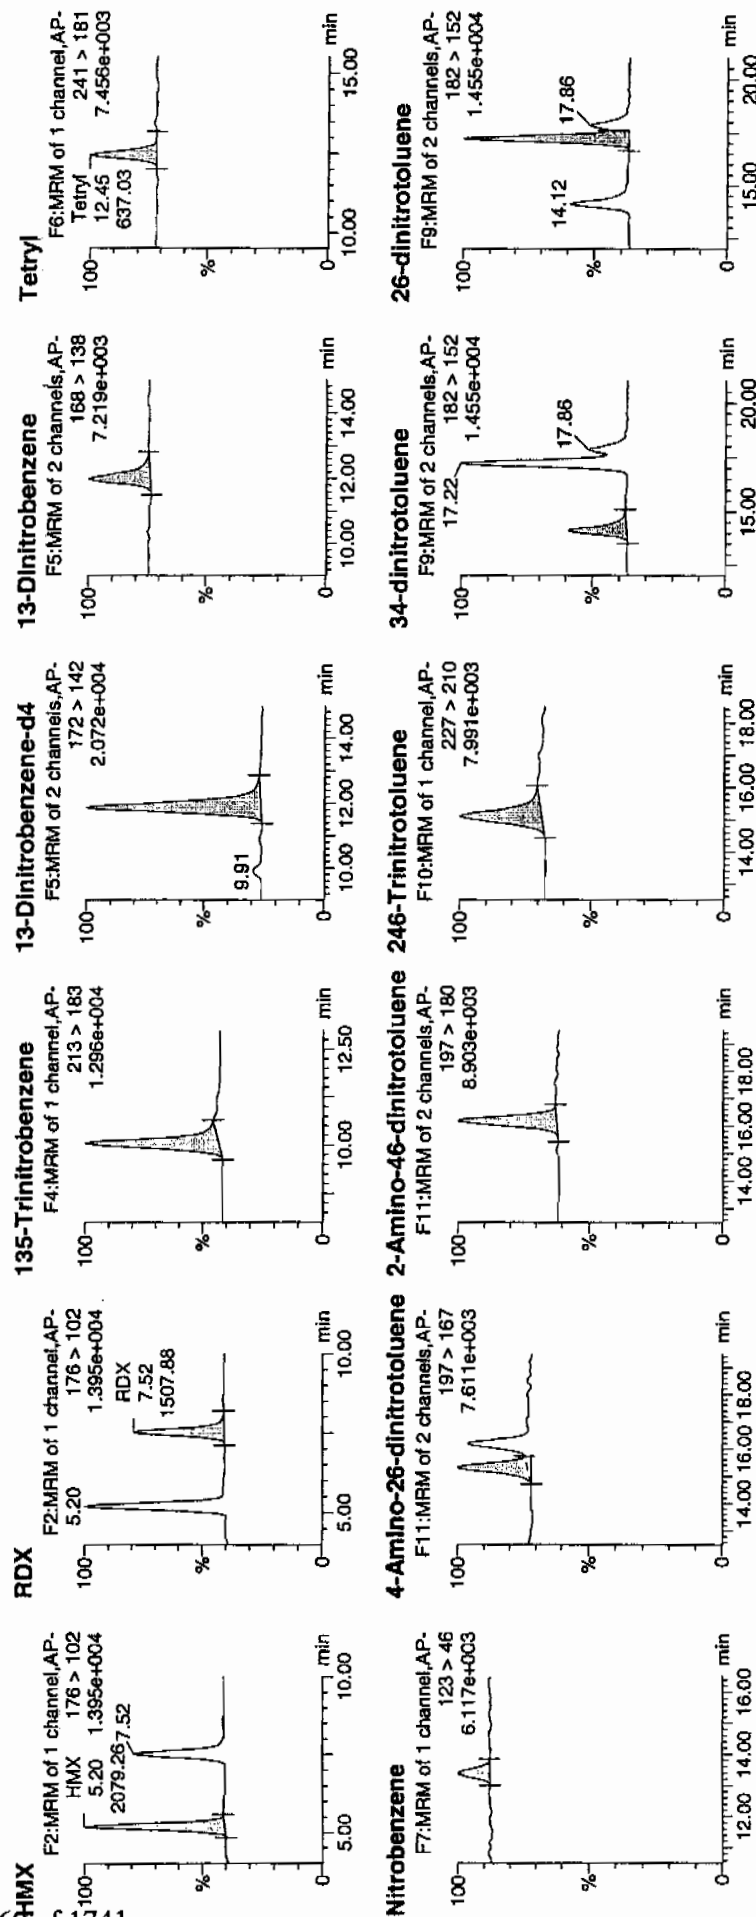 HMX
F2:MRM of 1 channel,AP-
176 > 102
1.395e+004
HMX
5.20
2079.26
7.52
100
%
0
5.00
10.00
min
RDX
F2:MRM of 1 channel,AP-
176 > 102
1.395e+004
5.20
RDX
7.52
1507.88
100
%
0
5.00
10.00
min
135-Trinitrobenzene
F4:MRM of 1 channel,AP-
213 > 183
1.296e+004
100
%
0
10.00
12.50
min
13-Dinitrobenzene-d4
F5:MRM of 2 channels,AP-
172 > 142
2.072e+004
9.91
100
%
0
10.00
12.00
14.00
min
13-Dinitrobenzene
F5:MRM of 2 channels,AP-
168 > 138
7.219e+003
100
%
0
10.00
12.00
14.00
min
Tetryl
F6:MRM of 1 channel,AP-
241 > 181
7.456e+003
Tetryl
12.45
637.03
100
%
0
10.00
15.00
min
Nitrobenzene
F7:MRM of 1 channel,AP-
123 > 46
6.117e+003
100
%
0
12.00
14.00
16.00
min
4-Amino-26-dinitrotoluene
F11:MRM of 2 channels,AP-
197 > 167
7.611e+003
100
%
0
14.00
16.00
18.00
min
2-Amino-46-dinitrotoluene
F11:MRM of 2 channels,AP-
197 > 180
8.903e+003
100
%
0
14.00
16.00
18.00
min
246-Trinitrotoluene
F10:MRM of 1 channel,AP-
227 > 210
7.991e+003
100
%
0
14.00
16.00
18.00
min
34-dinitrotoluene
F9:MRM of 2 channels,AP-
182 > 152
1.455e+004
17.22
17.86
100
%
0
15.00
20.00
min
26-dinitrotoluene
F9:MRM of 2 channels,AP-
182 > 152
1.455e+004
14.12
17.86
100
%
0
15.00
20.00
min